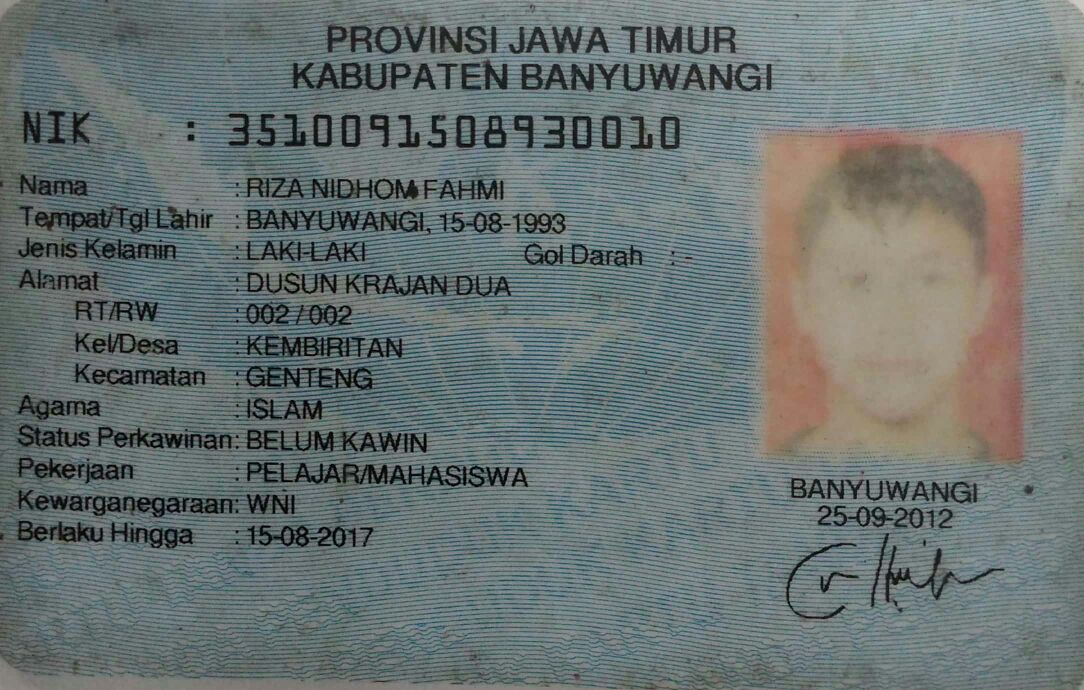 PROVINSI JAWA TIMUR
KABUPATEN BANYUWANGI
NIK : 3510091508930010
Nama : RIZA NIDHOM FAHMI
Tempat/Tgl Lahir : BANYUWANGI, 15-08-1993
Jenis Kelamin : LAKI-LAKI Gol Darah : -
Alamat : DUSUN KRAJAN DUA
RT/RW : 002 / 002
Kel/Desa : KEMBIRITAN
Kecamatan : GENTENG
Agama : ISLAM
Status Perkawinan: BELUM KAWIN
Pekerjaan : PELAJAR/MAHASISWA
Kewarganegaraan: WNI
Berlaku Hingga : 15-08-2017
BANYUWANGI
25-09-2012